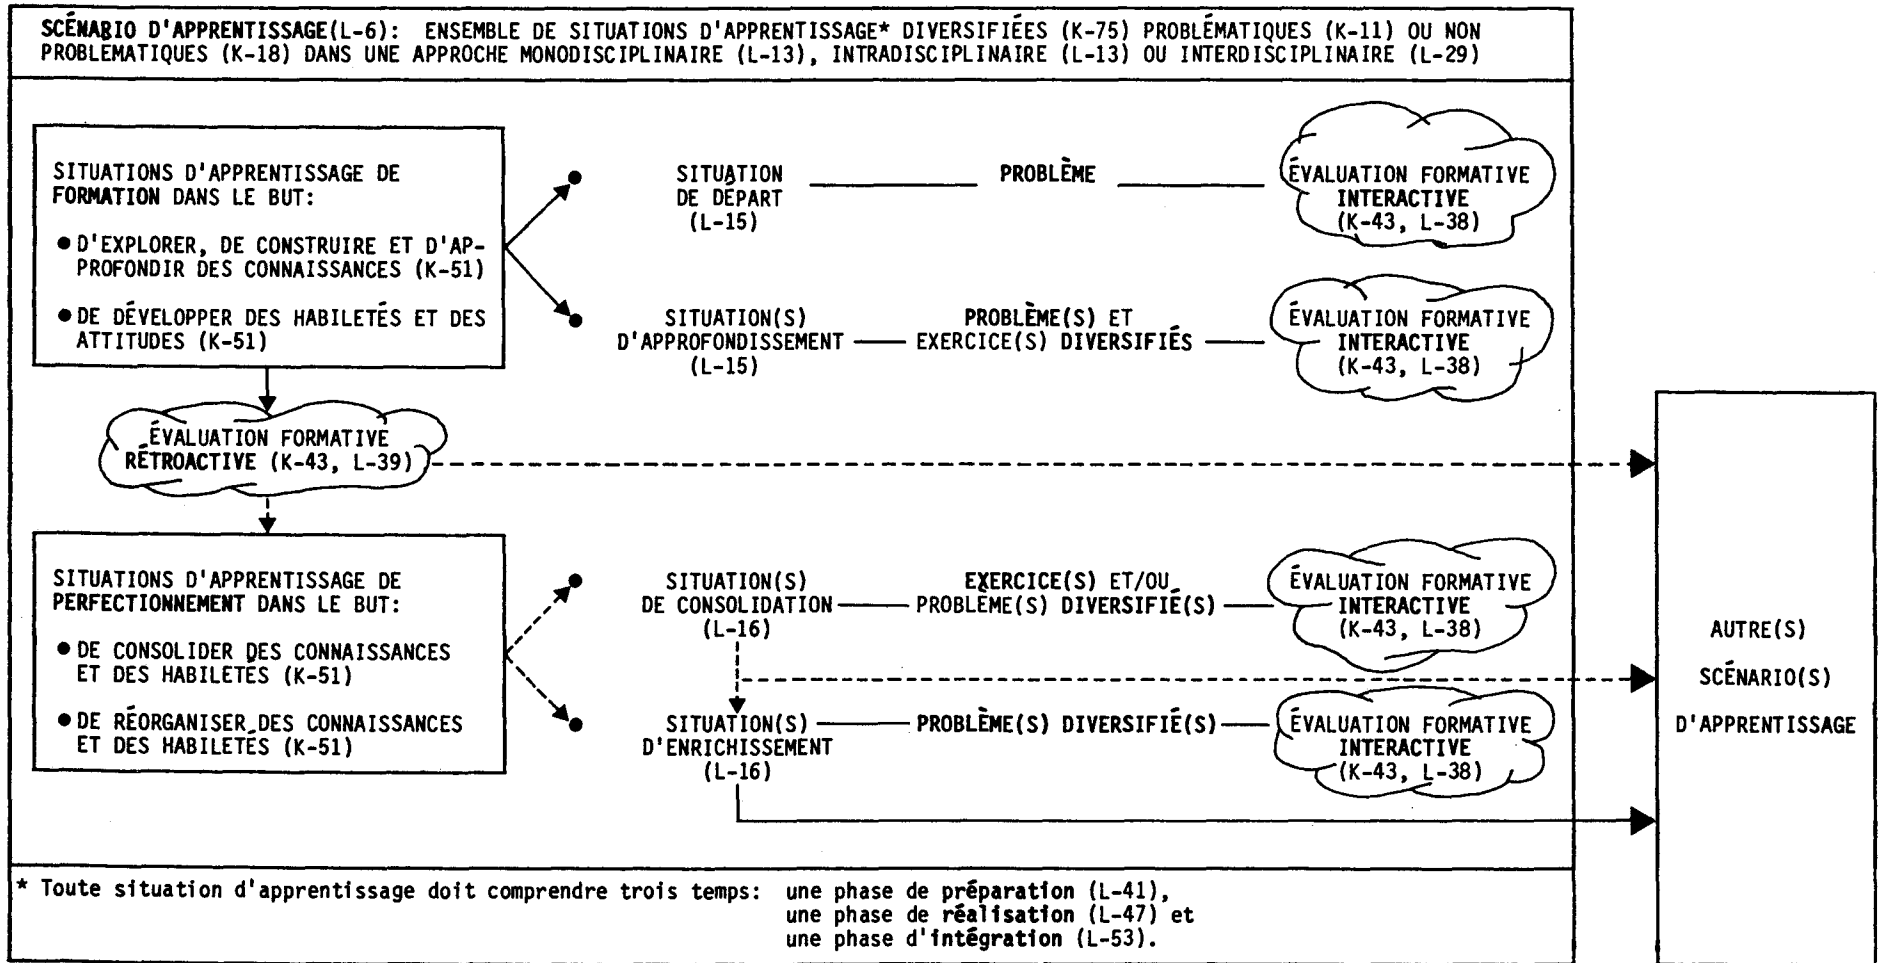 SCÉNARIO D'APPRENTISSAGE(L-6): ENSEMBLE DE SITUATIONS D'APPRENTISSAGE* DIVERSIFIÉES (K-75) PROBLÉMATIQUES (K-11) OU NON
PROBLEMATIQUES (K-18) DANS UNE APPROCHE MONODISCIPLINAIRE (L-13), INTRADISCIPLINAIRE (L-13) OU INTERDISCIPLINAIRE (L-29)
SITUATIONS D'APPRENTISSAGE DE
FORMATION DANS LE BUT:
● D'EXPLORER, DE CONSTRUIRE ET D'AP-
PROFONDIR DES CONNAISSANCES (K-51)
● DE DÉVELOPPER DES HABILETÉS ET DES
ATTITUDES (K-51)
SITUATION
DE DÉPART
(L-15)
PROBLÈME
ÉVALUATION FORMATIVE
INTERACTIVE
(K-43, L-38)
SITUATION(S)
D'APPROFONDISSEMENT
(L-15)
PROBLÈME(S) ET
EXERCICE(S) DIVERSIFIÉS
ÉVALUATION FORMATIVE
INTERACTIVE
(K-43, L-38)
ÉVALUATION FORMATIVE
RÉTROACTIVE (K-43, L-39)
SITUATIONS D'APPRENTISSAGE DE
PERFECTIONNEMENT DANS LE BUT:
● DE CONSOLIDER DES CONNAISSANCES
ET DES HABILETÉS (K-51)
● DE RÉORGANISER DES CONNAISSANCES
ET DES HABILETÉS (K-51)
SITUATION(S)
DE CONSOLIDATION
(L-16)
EXERCICE(S) ET/OU
PROBLÈME(S) DIVERSIFIÉ(S)
ÉVALUATION FORMATIVE
INTERACTIVE
(K-43, L-38)
SITUATION(S)
D'ENRICHISSEMENT
(L-16)
PROBLÈME(S) DIVERSIFIÉ(S)
ÉVALUATION FORMATIVE
INTERACTIVE
(K-43, L-38)
AUTRE(S)
SCÉNARIO(S)
D'APPRENTISSAGE
* Toute situation d'apprentissage doit comprendre trois temps: une phase de préparation (L-41),
une phase de réalisation (L-47) et
une phase d'intégration (L-53).